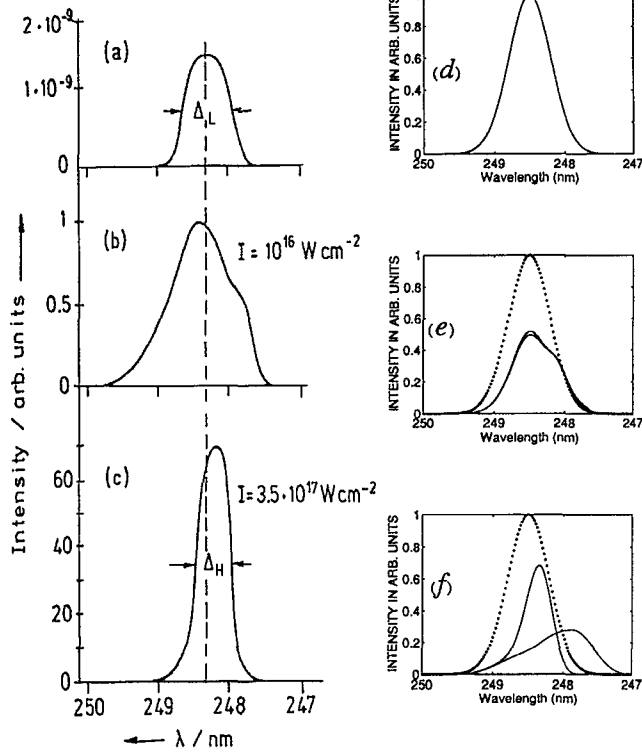 Intensity / arb. units
2·10⁻⁹
1·10⁻⁹
0
(a)
Δ_L
1
0.5
0
(b)
I = 10¹⁶ W cm⁻²
60
40
20
0
(c)
I = 3.5·10¹⁷ W cm⁻²
Δ_H
250 249 248 247
λ / nm
INTENSITY IN ARB. UNITS
1
0.8
0.6
0.4
0.2
0
(d)
250 249 248 247
Wavelength (nm)
INTENSITY IN ARB. UNITS
1
0.8
0.6
0.4
0.2
0
(e)
250 249 248 247
Wavelength (nm)
INTENSITY IN ARB. UNITS
1
0.8
0.6
0.4
0.2
0
(f)
250 249 248 247
Wavelength (nm)